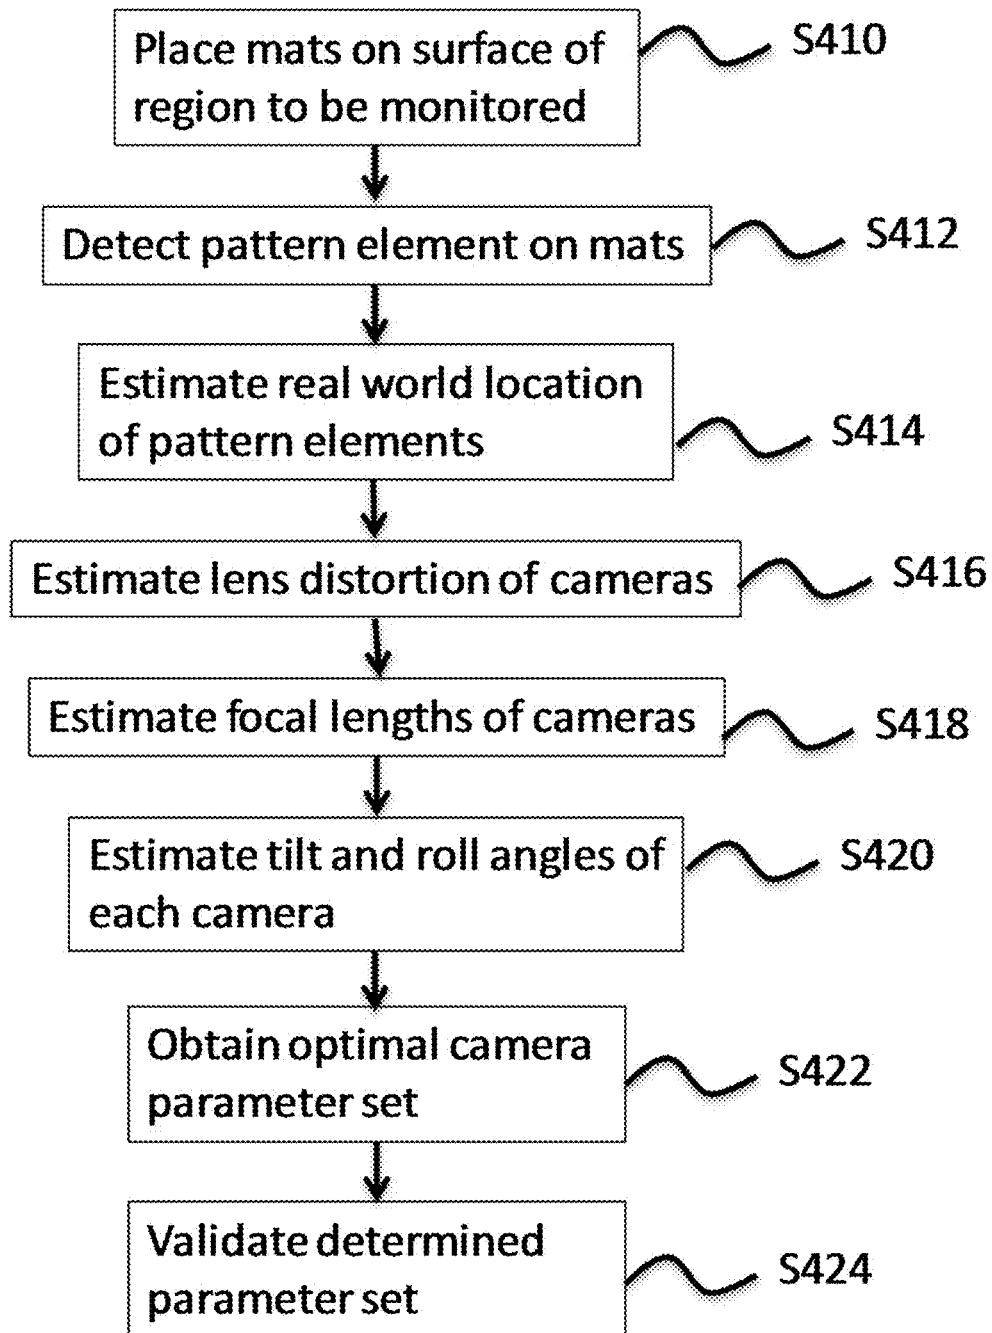 Place mats on surface of
region to be monitored
S410
Detect pattern element on mats
S412
Estimate real world location
of pattern elements
S414
Estimate lens distortion of cameras
S416
Estimate focal lengths of cameras
S418
Estimate tilt and roll angles of
each camera
S420
Obtain optimal camera
parameter set
S422
Validate determined
parameter set
S424